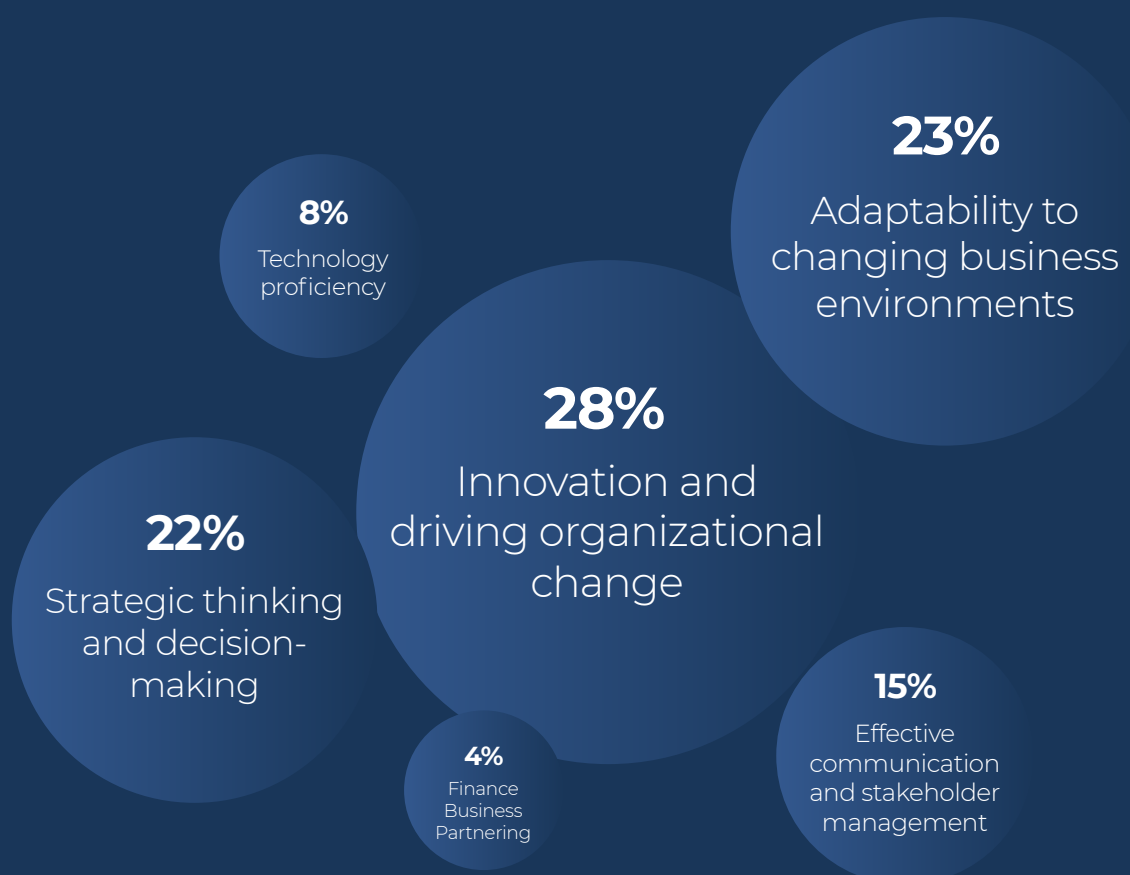 23%
Adaptability to
changing business
environments
8%
Technology
proficiency
28%
Innovation and
driving organizational
change
22%
Strategic thinking
and decision-
making
15%
Effective
communication
and stakeholder
management
4%
Finance
Business
Partnering